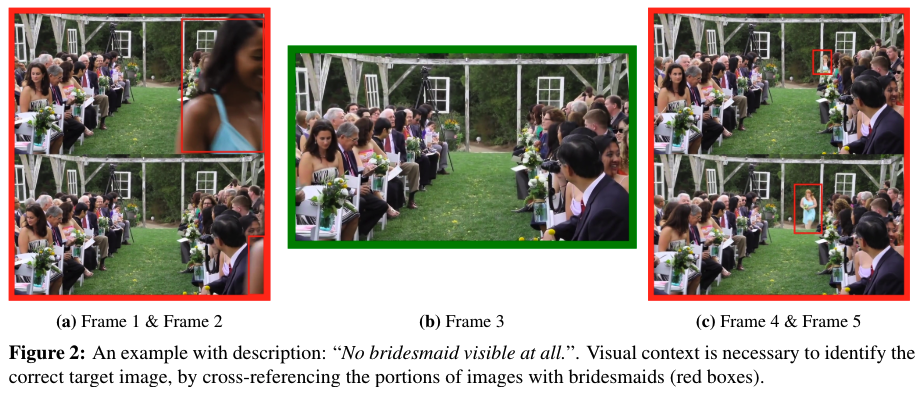 (a) Frame 1 & Frame 2
(b) Frame 3
(c) Frame 4 & Frame 5
Figure 2: An example with description: “No bridesmaid visible at all.”. Visual context is necessary to identify the
correct target image, by cross-referencing the portions of images with bridesmaids (red boxes).